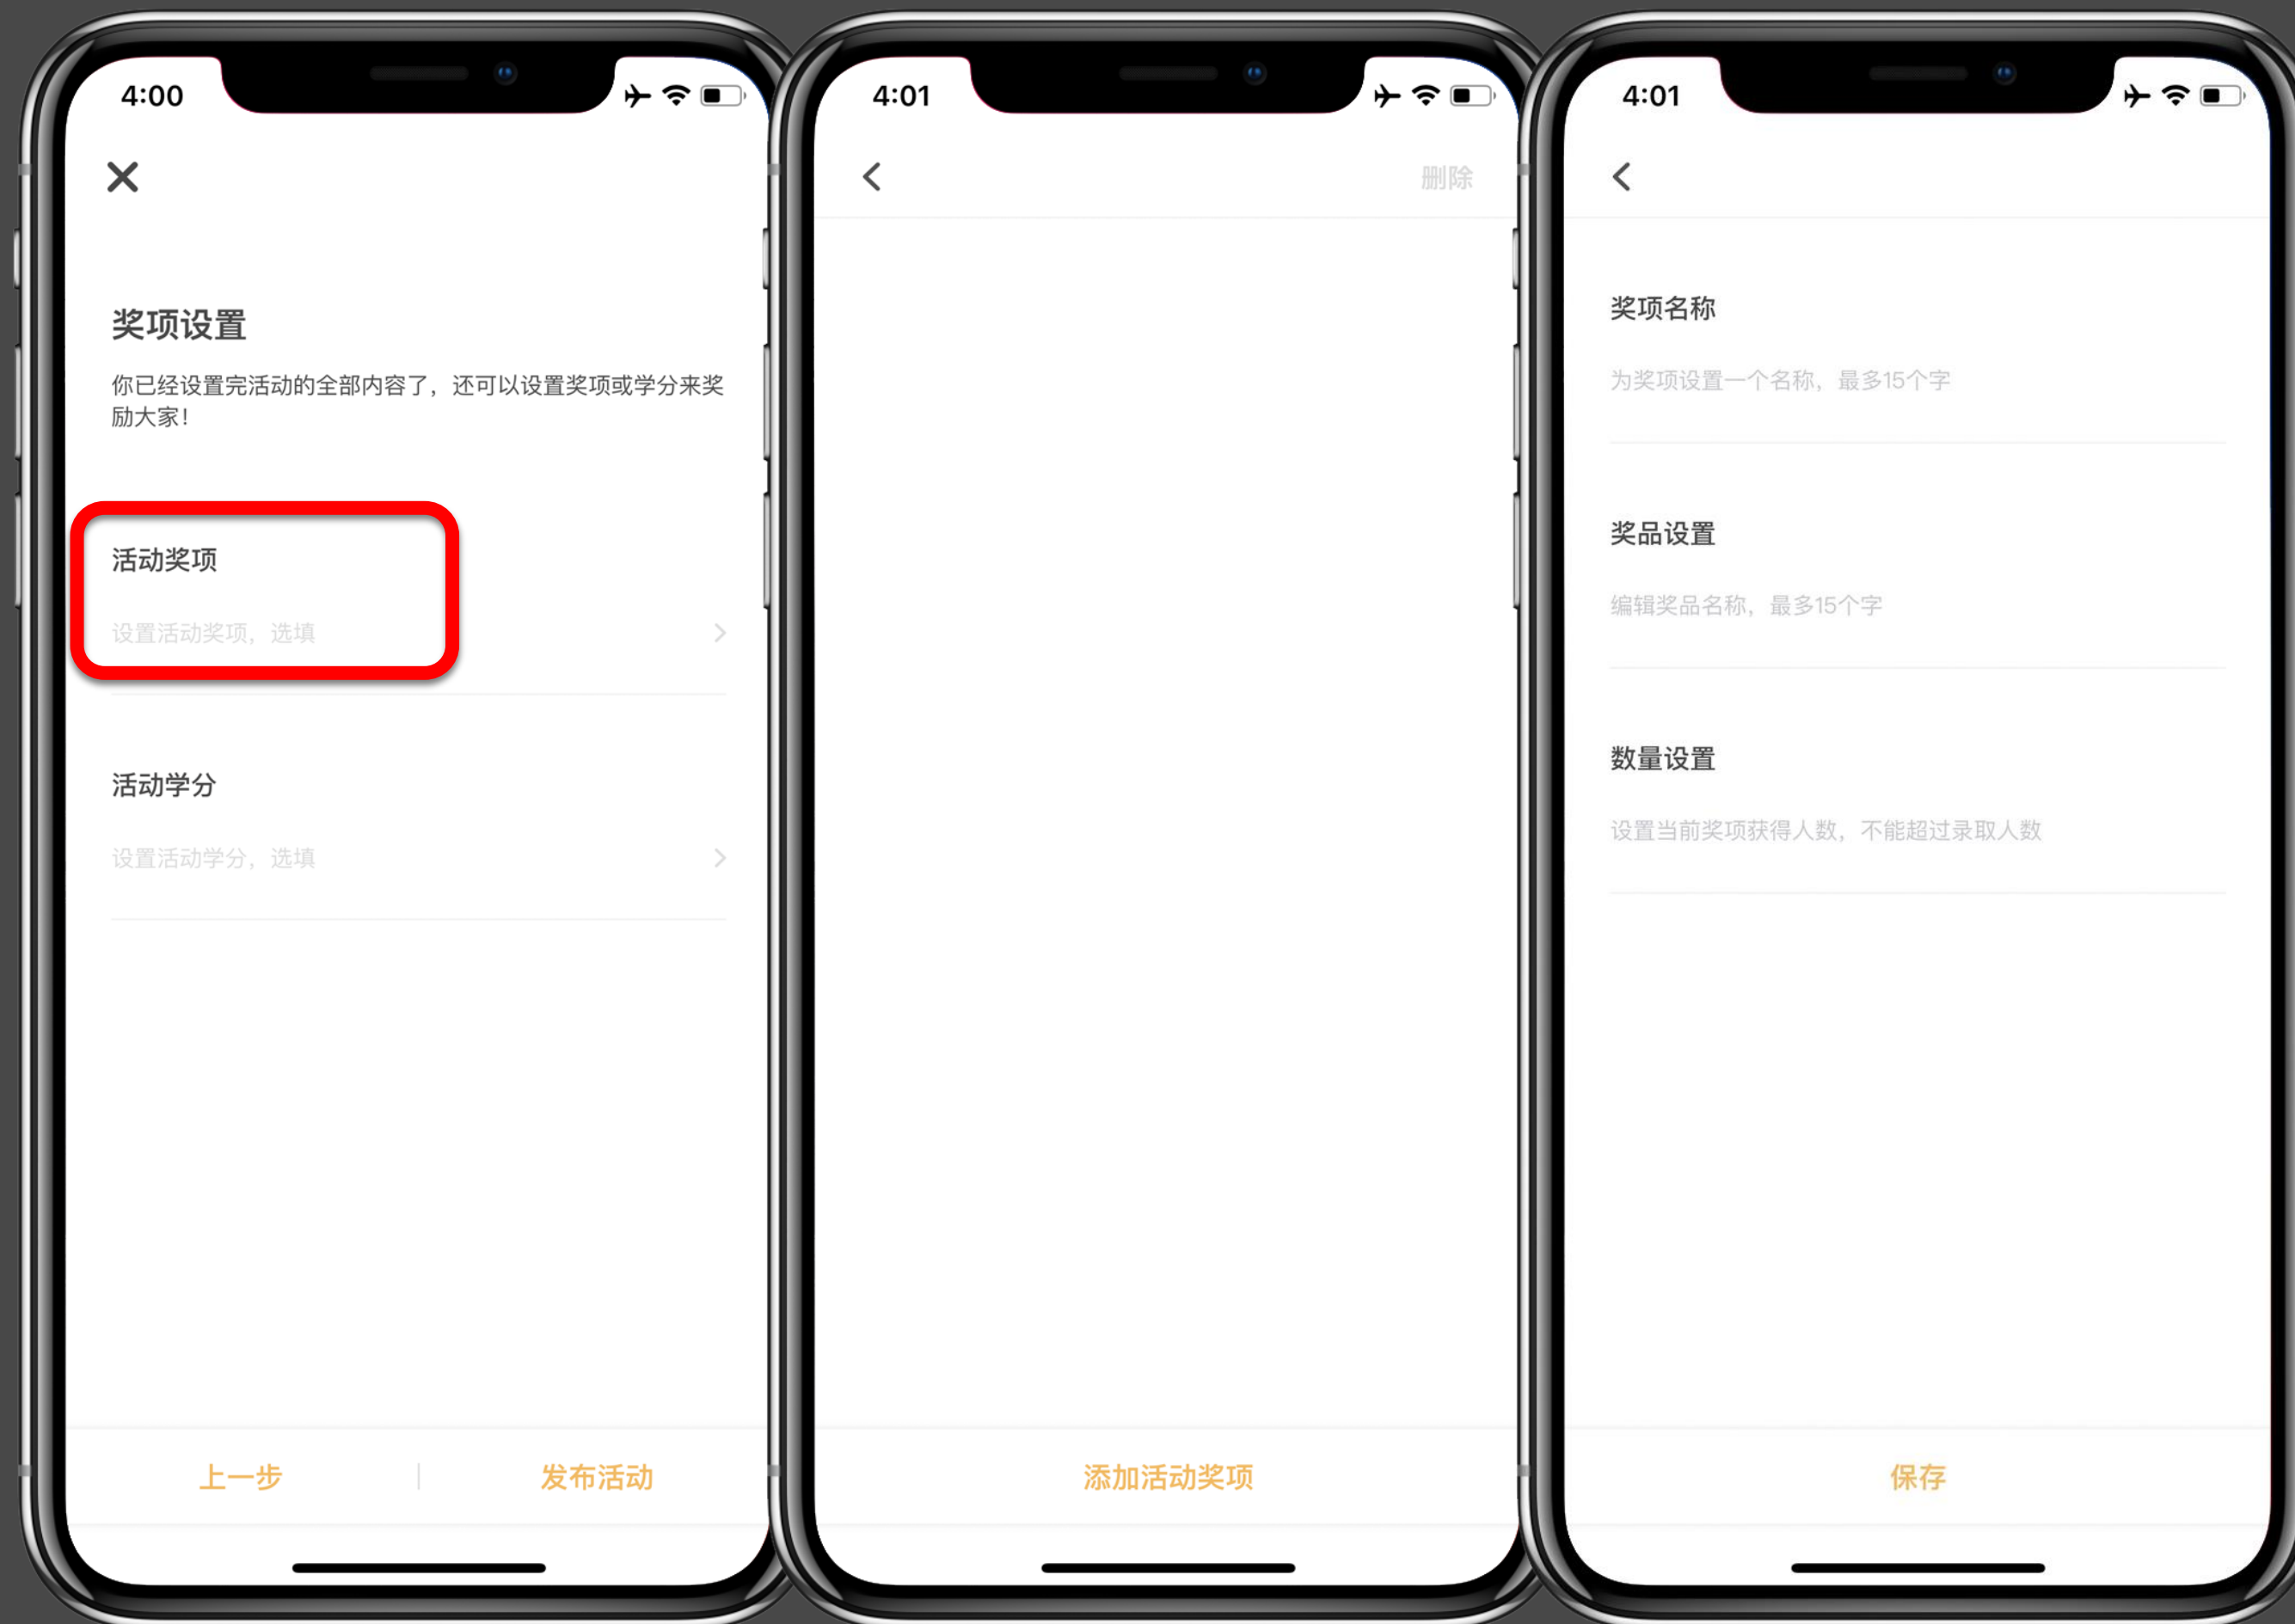 4:00
奖项设置
你已经设置完活动的全部内容了，还可以设置奖项或学分来奖
励大家！
活动奖项
设置活动奖项，选填
活动学分
设置活动学分，选填
上一步
发布活动
4:01
删除
添加活动奖项
4:01
奖项名称
为奖项设置一个名称，最多15个字
奖品设置
编辑奖品名称，最多15个字
数量设置
设置当前奖项获得人数，不能超过录取人数
保存